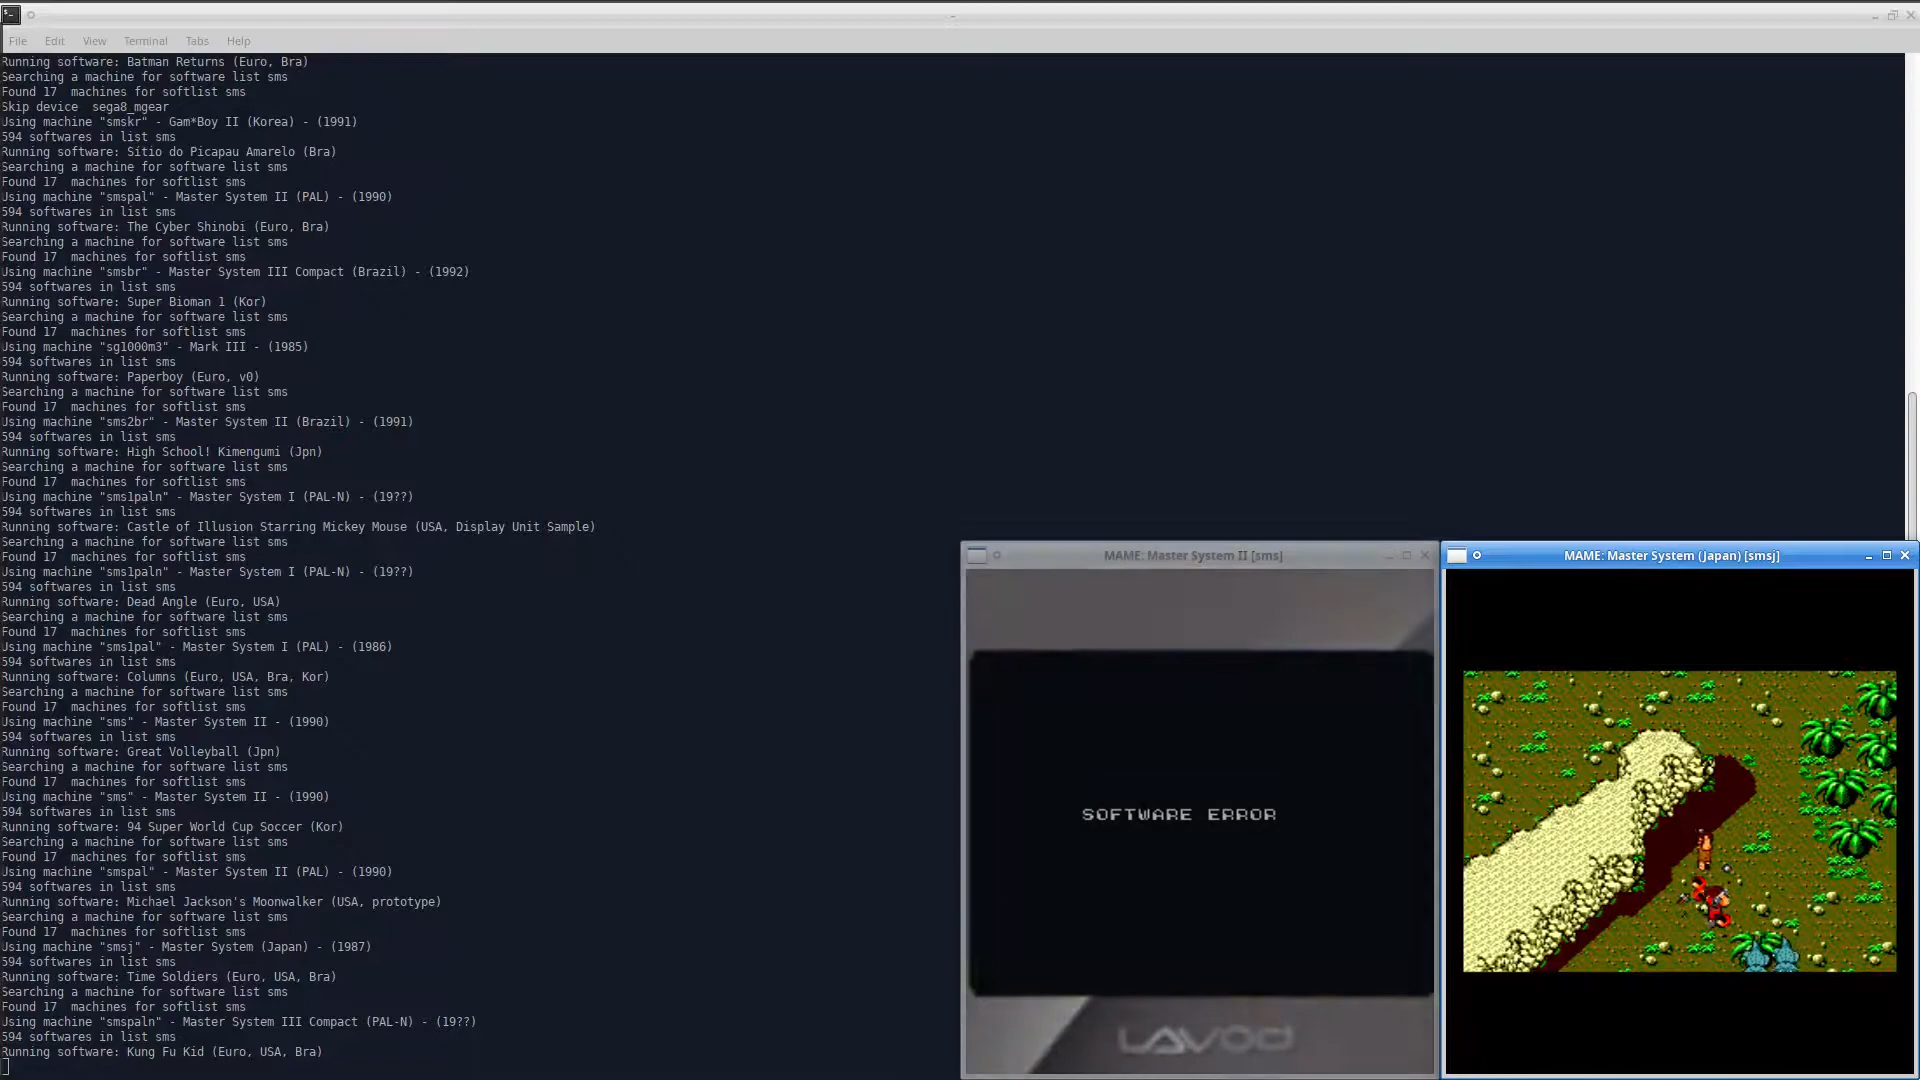 -
File Edit View Terminal Tabs Help
Running software: Batman Returns (Euro, Bra)
Searching a machine for software list sms
Found 17  machines for softlist sms
Skip device  sega8_mgear
Using machine "smskr" - Gam*Boy II (Korea) - (1991)
594 softwares in list sms
Running software: Sítio do Picapau Amarelo (Bra)
Searching a machine for software list sms
Found 17  machines for softlist sms
Using machine "smspal" - Master System II (PAL) - (1990)
594 softwares in list sms
Running software: The Cyber Shinobi (Euro, Bra)
Searching a machine for software list sms
Found 17  machines for softlist sms
Using machine "smsbr" - Master System III Compact (Brazil) - (1992)
594 softwares in list sms
Running software: Super Bioman 1 (Kor)
Searching a machine for software list sms
Found 17  machines for softlist sms
Using machine "sg1000m3" - Mark III - (1985)
594 softwares in list sms
Running software: Paperboy (Euro, v0)
Searching a machine for software list sms
Found 17  machines for softlist sms
Using machine "sms2br" - Master System II (Brazil) - (1991)
594 softwares in list sms
Running software: High School! Kimengumi (Jpn)
Searching a machine for software list sms
Found 17  machines for softlist sms
Using machine "sms1paln" - Master System I (PAL-N) - (19??)
594 softwares in list sms
Running software: Castle of Illusion Starring Mickey Mouse (USA, Display Unit Sample)
Searching a machine for software list sms
Found 17  machines for softlist sms
Using machine "sms1paln" - Master System I (PAL-N) - (19??)
594 softwares in list sms
Running software: Dead Angle (Euro, USA)
Searching a machine for software list sms
Found 17  machines for softlist sms
Using machine "sms1pal" - Master System I (PAL) - (1986)
594 softwares in list sms
Running software: Columns (Euro, USA, Bra, Kor)
Searching a machine for software list sms
Found 17  machines for softlist sms
Using machine "sms" - Master System II - (1990)
594 softwares in list sms
Running software: Great Volleyball (Jpn)
Searching a machine for software list sms
Found 17  machines for softlist sms
Using machine "sms" - Master System II - (1990)
594 softwares in list sms
Running software: 94 Super World Cup Soccer (Kor)
Searching a machine for software list sms
Found 17  machines for softlist sms
Using machine "smspal" - Master System II (PAL) - (1990)
594 softwares in list sms
Running software: Michael Jackson's Moonwalker (USA, prototype)
Searching a machine for software list sms
Found 17  machines for softlist sms
Using machine "smsj" - Master System (Japan) - (1987)
594 softwares in list sms
Running software: Time Soldiers (Euro, USA, Bra)
Searching a machine for software list sms
Found 17  machines for softlist sms
Using machine "smspaln" - Master System III Compact (PAL-N) - (19??)
594 softwares in list sms
Running software: Kung Fu Kid (Euro, USA, Bra)
MAME: Master System II [sms]
SOFTWARE ERROR
LAVOD
MAME: Master System (Japan) [smsj]